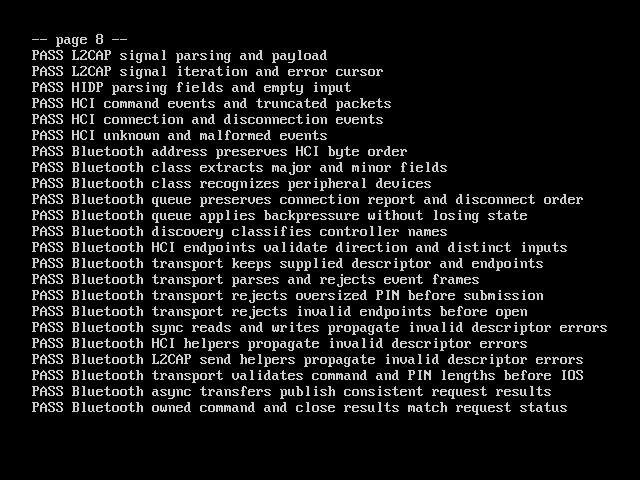 -- page 8 --
PASS L2CAP signal parsing and payload
PASS L2CAP signal iteration and error cursor
PASS HIDP parsing fields and empty input
PASS HCI command events and truncated packets
PASS HCI connection and disconnection events
PASS HCI unknown and malformed events
PASS Bluetooth address preserves HCI byte order
PASS Bluetooth class extracts major and minor fields
PASS Bluetooth class recognizes peripheral devices
PASS Bluetooth queue preserves connection report and disconnect order
PASS Bluetooth queue applies backpressure without losing state
PASS Bluetooth discovery classifies controller names
PASS Bluetooth HCI endpoints validate direction and distinct inputs
PASS Bluetooth transport keeps supplied descriptor and endpoints
PASS Bluetooth transport parses and rejects event frames
PASS Bluetooth transport rejects oversized PIN before submission
PASS Bluetooth transport rejects invalid endpoints before open
PASS Bluetooth sync reads and writes propagate invalid descriptor errors
PASS Bluetooth HCI helpers propagate invalid descriptor errors
PASS Bluetooth L2CAP send helpers propagate invalid descriptor errors
PASS Bluetooth transport validates command and PIN lengths before IOS
PASS Bluetooth async transfers publish consistent request results
PASS Bluetooth owned command and close results match request status